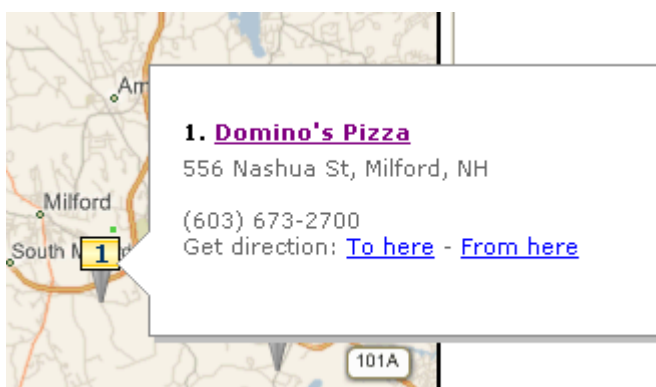 Am
1. Domino's Pizza
556 Nashua St, Milford, NH
(603) 673-2700
Get direction: To here - From here
Milford
South M
1
101A